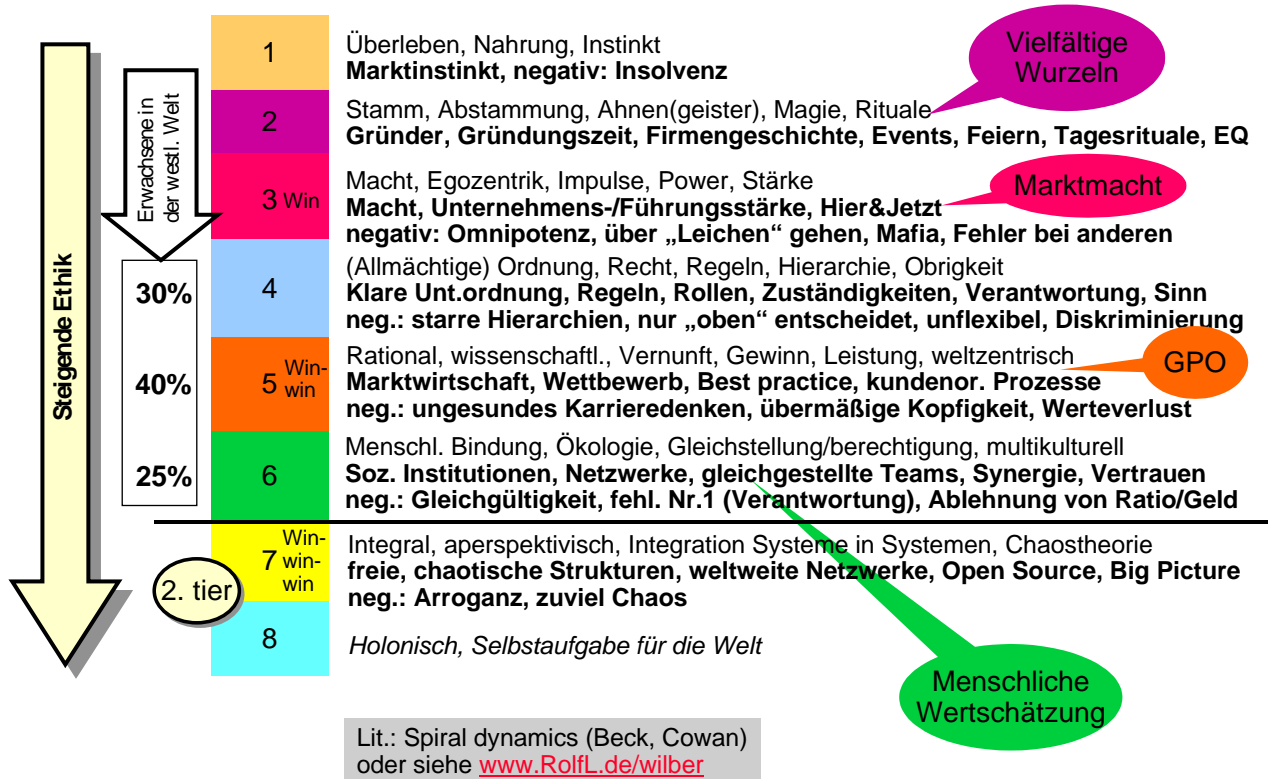 Steigende Ethik
Erwachsene in
der westl. Welt
30%
40%
25%
2. tier
1
Überleben, Nahrung, Instinkt
Marktinstinkt, negativ: Insolvenz
Vielfältige
Wurzeln
2
Stamm, Abstammung, Ahnen(geister), Magie, Rituale
Gründer, Gründungszeit, Firmengeschichte, Events, Feiern, Tagesrituale, EQ
3 Win
Macht, Egozentrik, Impulse, Power, Stärke
Macht, Unternehmens-/Führungsstärke, Hier&Jetzt
negativ: Omnipotenz, über „Leichen“ gehen, Mafia, Fehler bei anderen
Marktmacht
4
(Allmächtige) Ordnung, Recht, Regeln, Hierarchie, Obrigkeit
Klare Unt.ordnung, Regeln, Rollen, Zuständigkeiten, Verantwortung, Sinn
neg.: starre Hierarchien, nur „oben“ entscheidet, unflexibel, Diskriminierung
5 Win-
win
Rational, wissenschaftl., Vernunft, Gewinn, Leistung, weltzentrisch
Marktwirtschaft, Wettbewerb, Best practice, kundenor. Prozesse
neg.: ungesundes Karrieredenken, übermäßige Kopfigkeit, Werteverlust
GPO
6
Menschl. Bindung, Ökologie, Gleichstellung/berechtigung, multikulturell
Soz. Institutionen, Netzwerke, gleichgestellte Teams, Synergie, Vertrauen
neg.: Gleichgültigkeit, fehl. Nr.1 (Verantwortung), Ablehnung von Ratio/Geld
Win-
7 win-
win
Integral, aperspektivisch, Integration Systeme in Systemen, Chaostheorie
freie, chaotische Strukturen, weltweite Netzwerke, Open Source, Big Picture
neg.: Arroganz, zuviel Chaos
8
Holonisch, Selbstaufgabe für die Welt
Menschliche
Wertschätzung
Lit.: Spiral dynamics (Beck, Cowan)
oder siehe www.RolfL.de/wilber